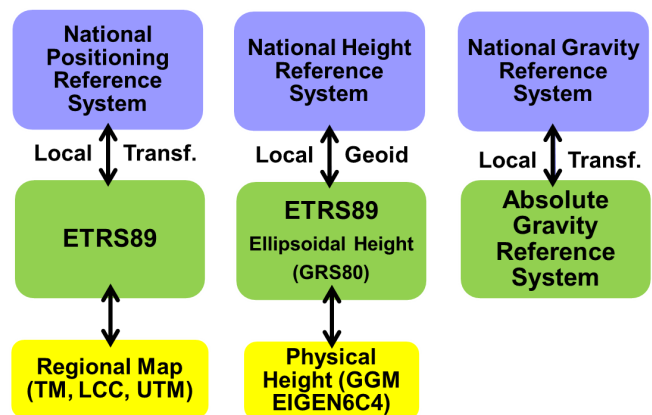 National
Positioning
Reference
System
Local Transf.
ETRS89
Regional Map
(TM, LCC, UTM)
National Height
Reference
System
Local Geoid
ETRS89
Ellipsoidal Height
(GRS80)
Physical
Height (GGM
EIGEN6C4)
National Gravity
Reference
System
Local Transf.
Absolute
Gravity
Reference
System